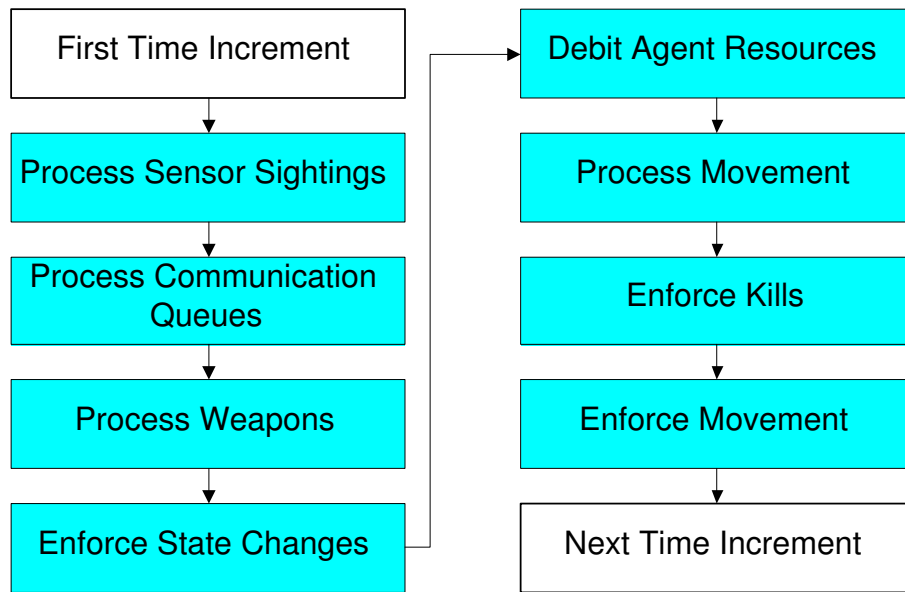 First Time Increment
Process Sensor Sightings
Process Communication
Queues
Process Weapons
Enforce State Changes
Debit Agent Resources
Process Movement
Enforce Kills
Enforce Movement
Next Time Increment